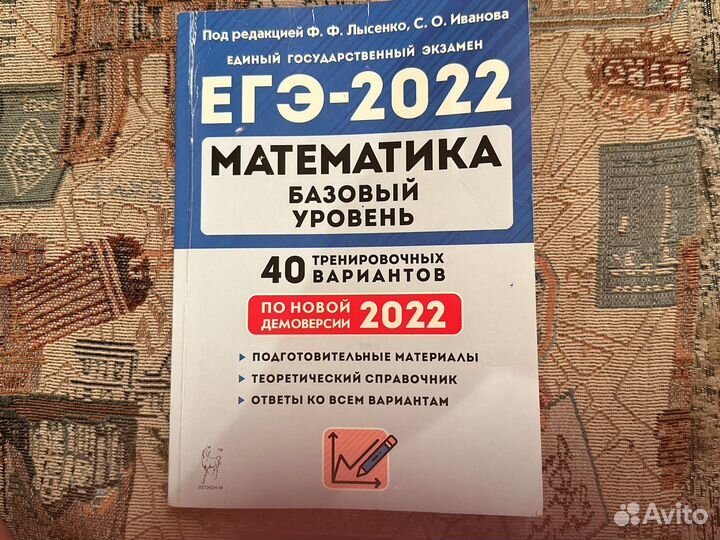 Под редакцией Ф. Ф. Лысенко, С. О. Иванова
ЕДИНЫЙ ГОСУДАРСТВЕННЫЙ ЭКЗАМЕН
ЕГЭ-2022
МАТЕМАТИКА
БАЗОВЫЙ
УРОВЕНЬ
40 ТРЕНИРОВОЧНЫХ
ВАРИАНТОВ
ПО НОВОЙ
ДЕМОВЕРСИИ 2022
ПОДГОТОВИТЕЛЬНЫЕ МАТЕРИАЛЫ
ТЕОРЕТИЧЕСКИЙ СПРАВОЧНИК
ОТВЕТЫ КО ВСЕМ ВАРИАНТАМ
TM
ЛЕГИОН-М
Avito